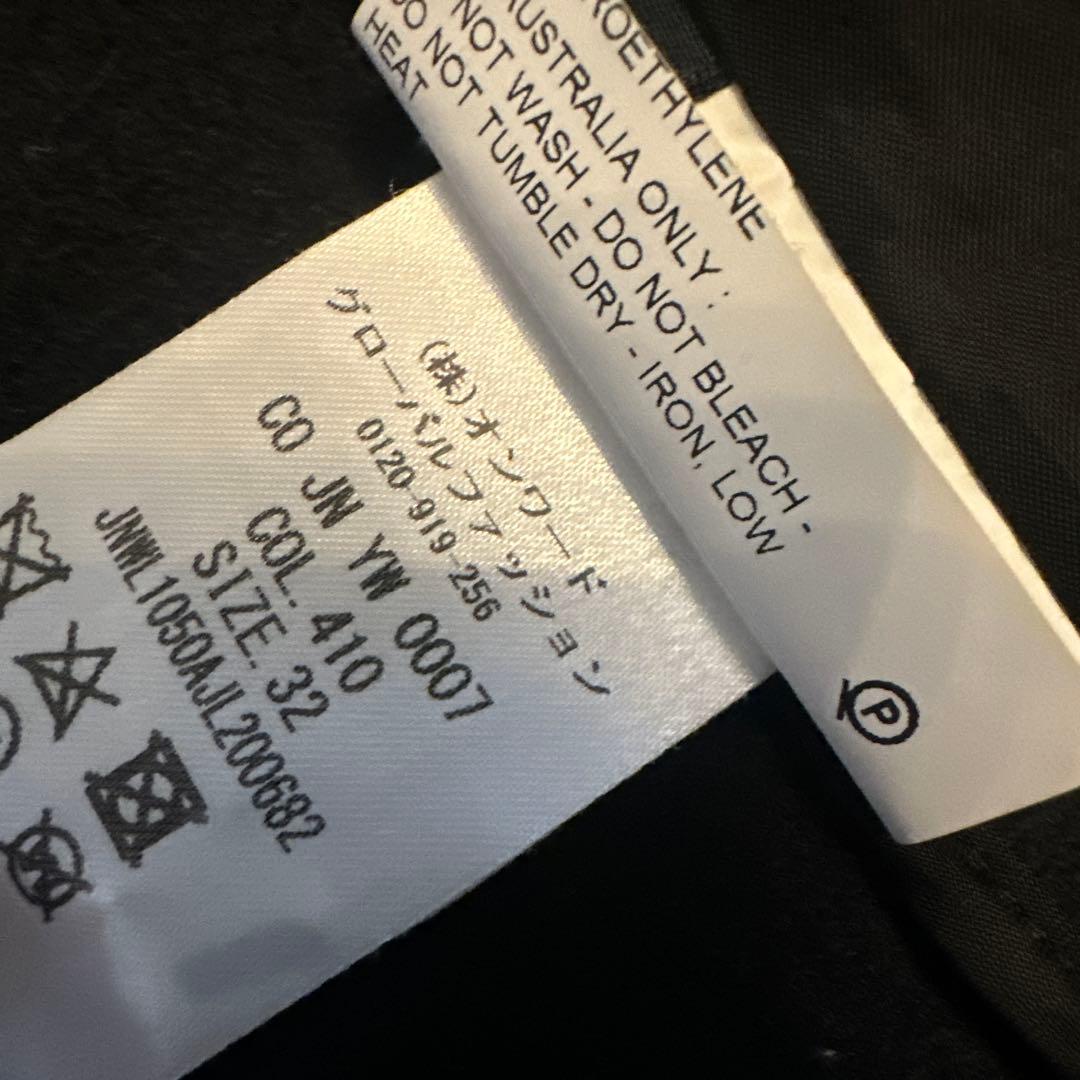 ROETHYLENE
AUSTRALIA ONLY :
NOT WASH - DO NOT BLEACH -
DO NOT TUMBLE DRY - IRON, LOW
HEAT
P
(株)オンワード
グローバルファッション
0120-919-256
CO JN YW 0007
COL. 410
SIZE. 32
JNWL1050AJL200682